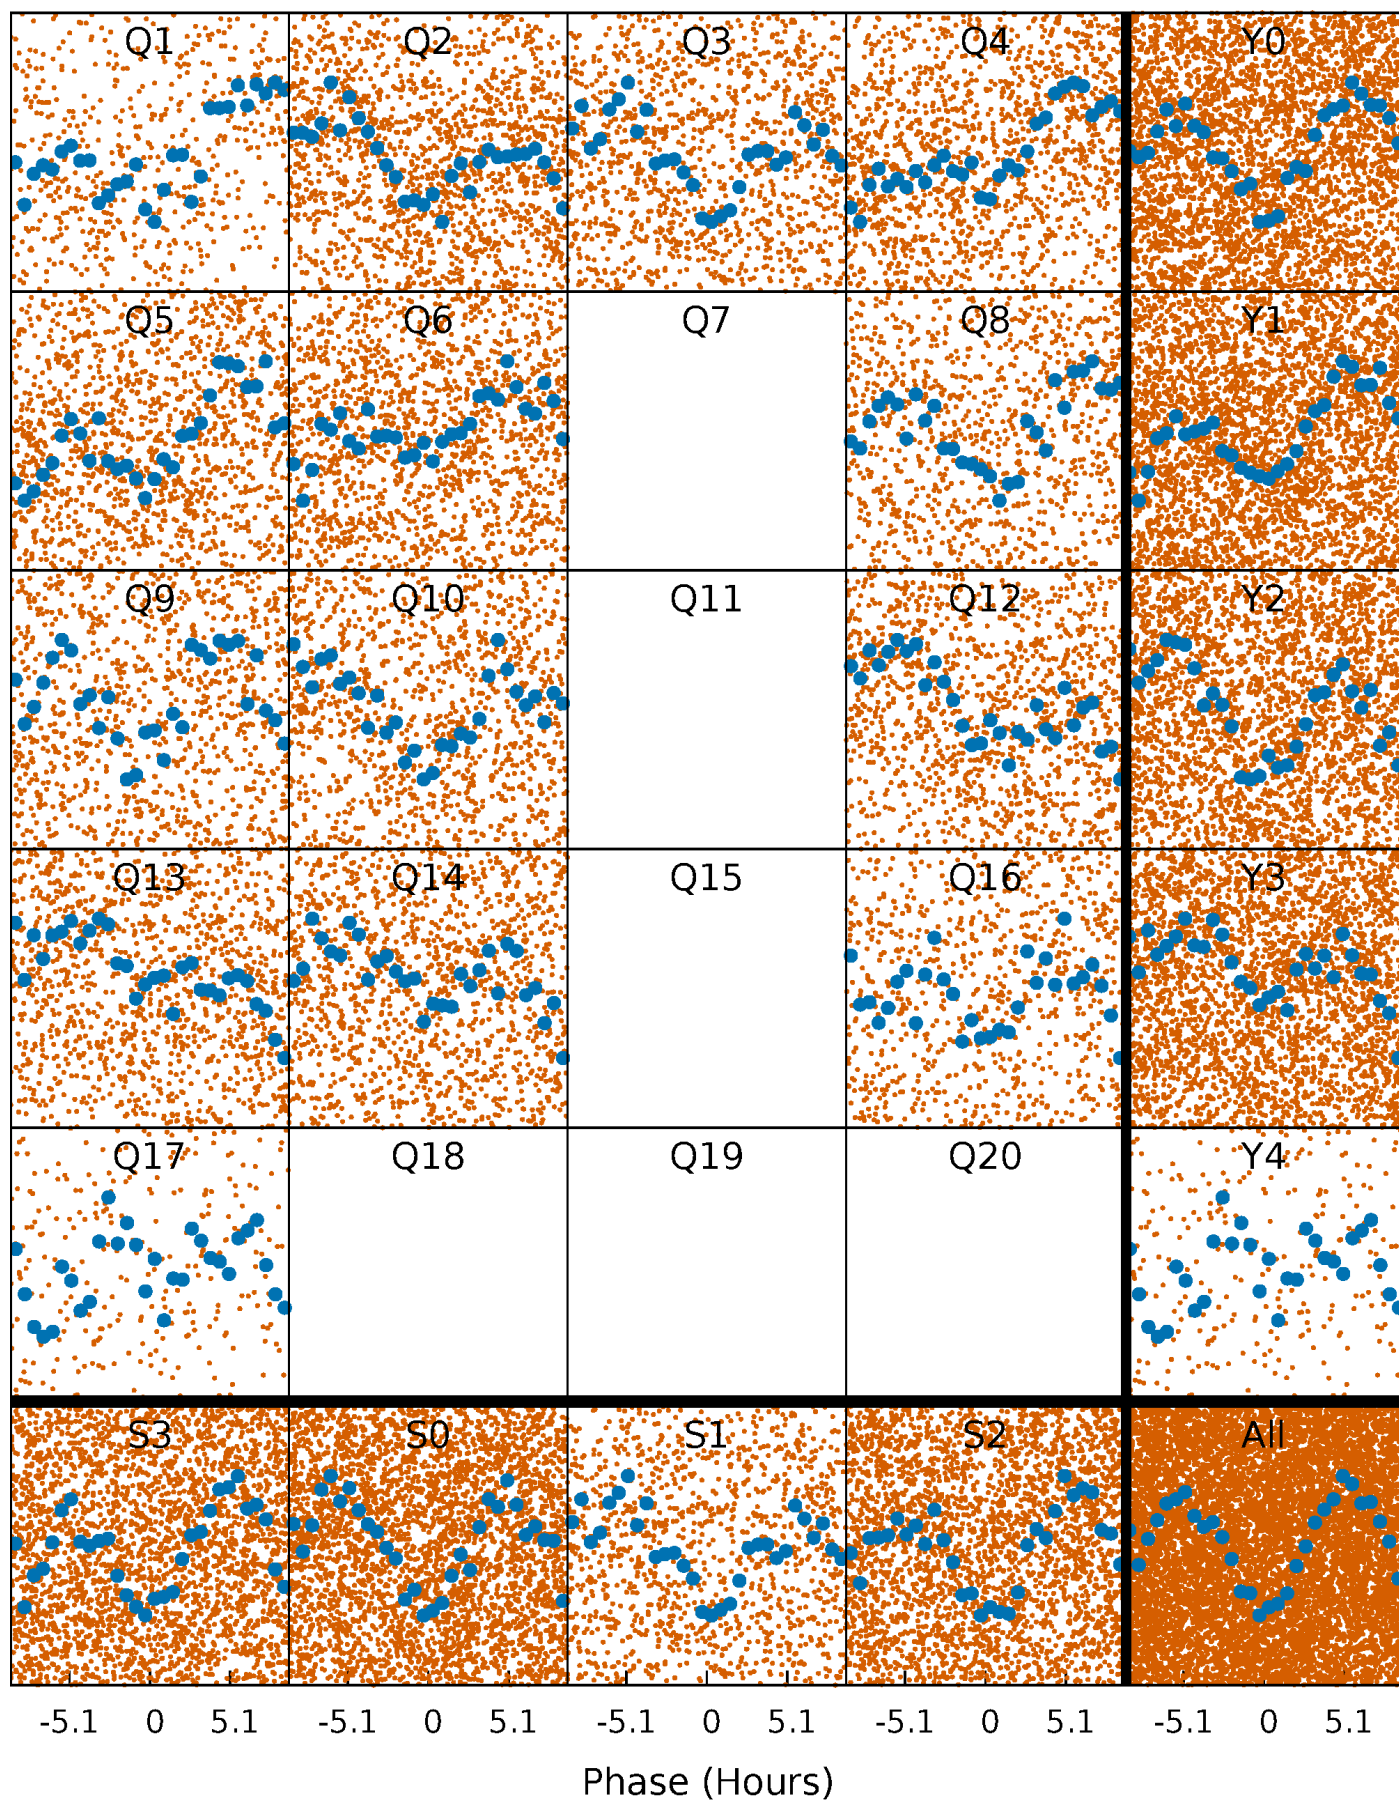 Q1 Q2 Q3 Q4 Y0
Q5 Q6 Q7 Q8 Y1
Q9 Q10 Q11 Q12 Y2
Q13 Q14 Q15 Q16 Y3
Q17 Q18 Q19 Q20 Y4
S3 S0 S1 S2 All
-5.1 0 5.1 -5.1 0 5.1 -5.1 0 5.1 -5.1 0 5.1 -5.1 0 5.1
Phase (Hours)